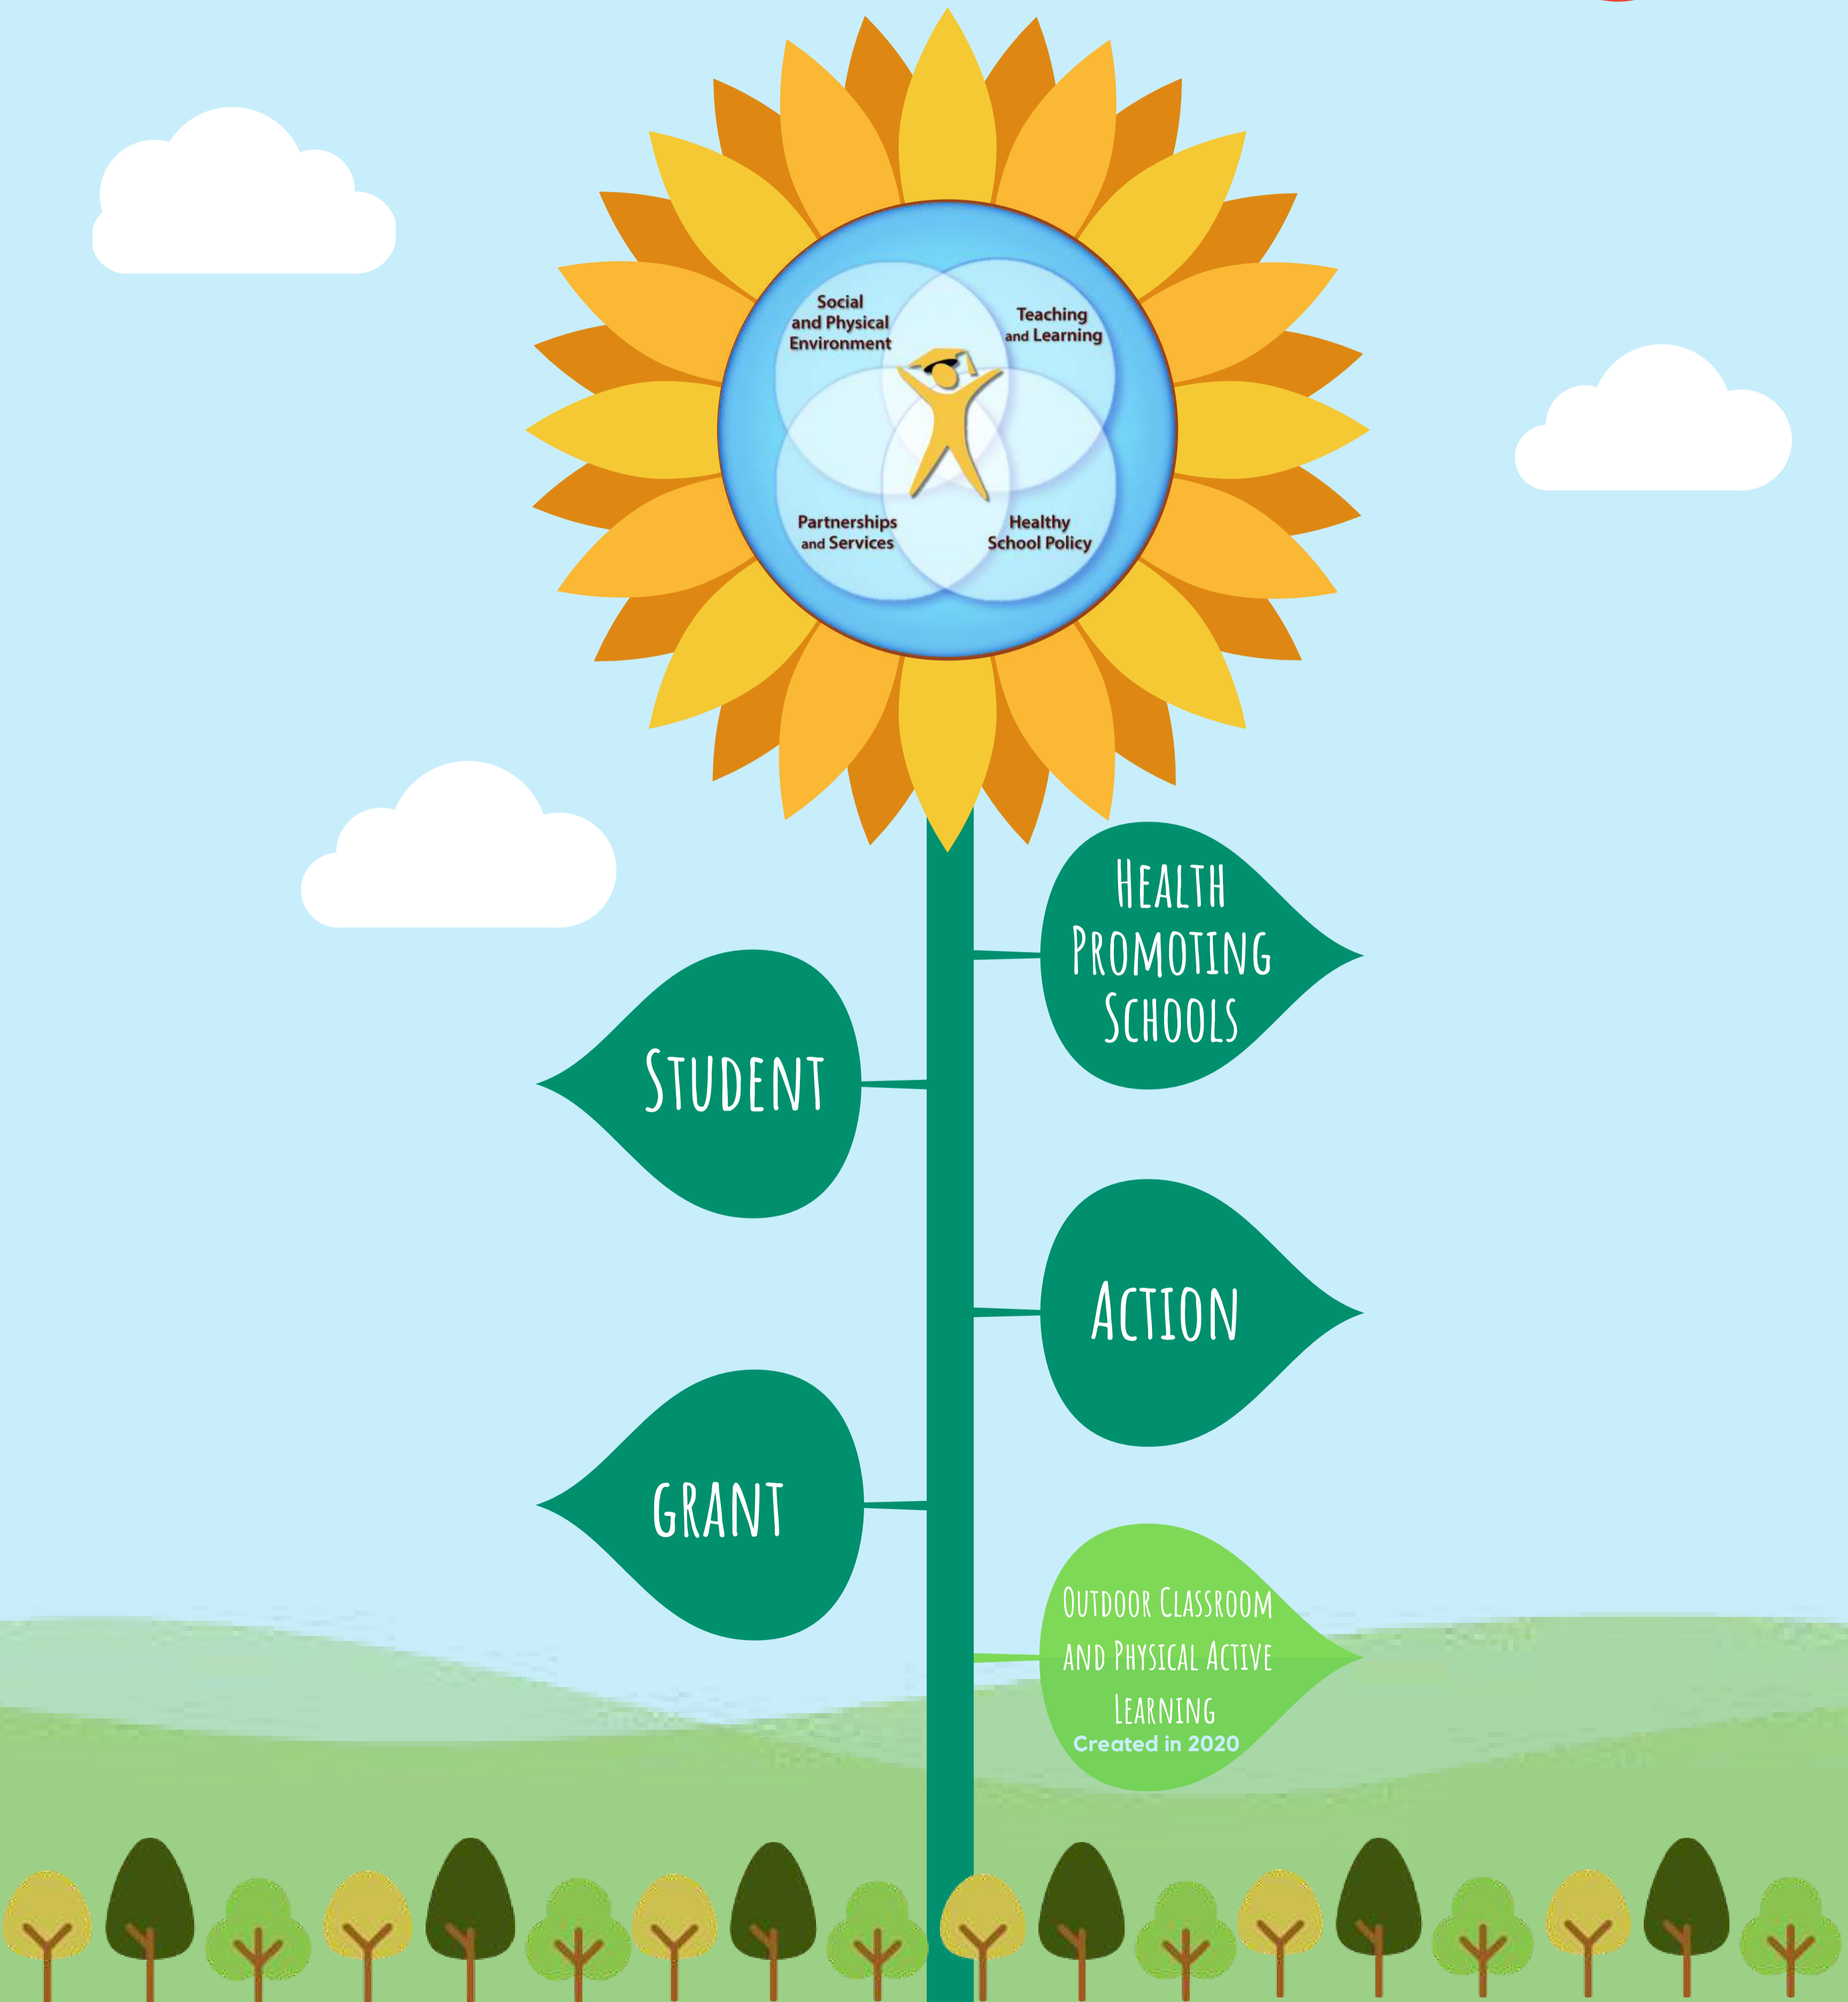 Social
and Physical
Environment
Teaching
and Learning
Partnerships
and Services
Healthy
School Policy
Health
Promoting
Schools
Student
Action
grant
Outdoor Classroom
and Physical Active
Learning
Created in 2020